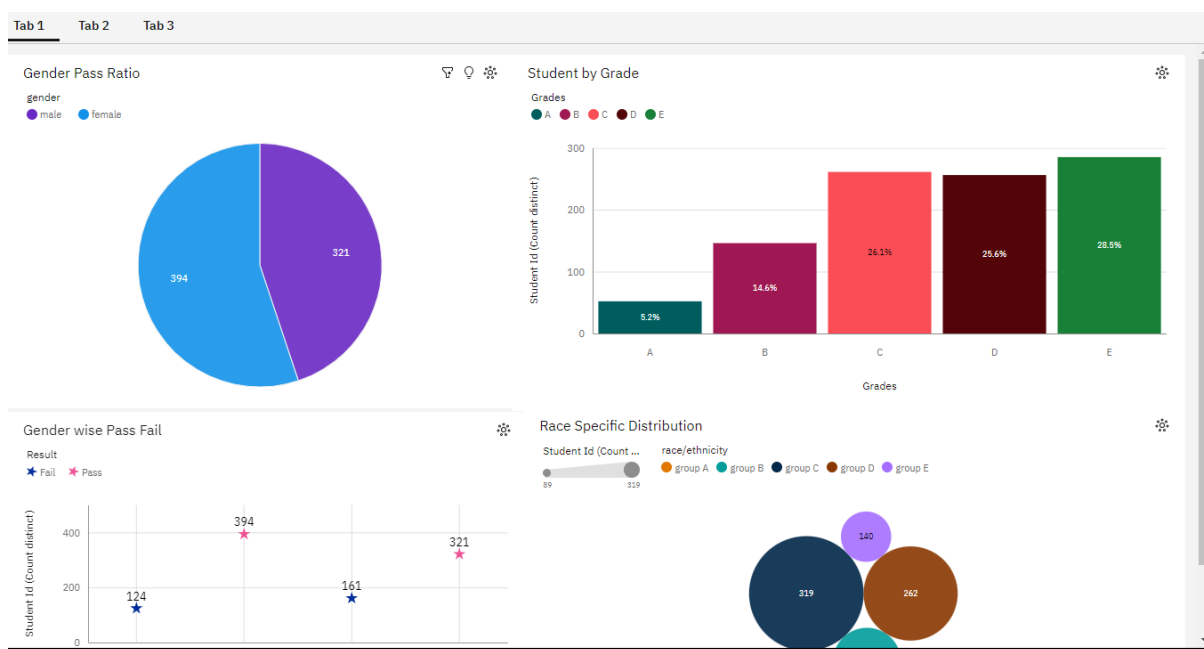 Tab 1 Tab 2 Tab 3
Gender Pass Ratio
gender
male female
321
394
Student by Grade
Grades
A B C D E
Student Id (Count distinct)
300
200
100
0
5.2%
14.6%
26.1%
25.6%
28.5%
A B C D E
Grades
Gender wise Pass Fail
Result
Fail Pass
Student Id (Count distinct)
400
200
0
124
394
161
321
Race Specific Distribution
Student Id (Count ...
89 319
race/ethnicity
group A group B group C group D group E
140
319
262